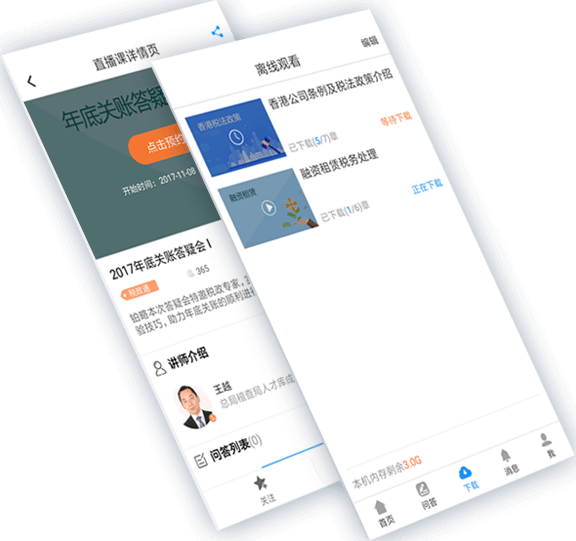 直播课详情页
年底关账答疑
点击预约
开始时间：2017-11-08
2017年底关账答疑会 I
税政通
365
铂略本次答疑会特邀税政专家，
验技巧，助力年底关账的顺利进行
讲师介绍
王越
总局稽查局人才库成
问答列表(0)
关注
离线观看
编辑
香港税法政策
香港公司条例及税法政策介绍
已下载(5/7)章
等待下载
融资租赁
融资租赁税务处理
已下载(1/6)章
正在下载
本机内存剩余3.0G
首页
问答
下载
消息
我